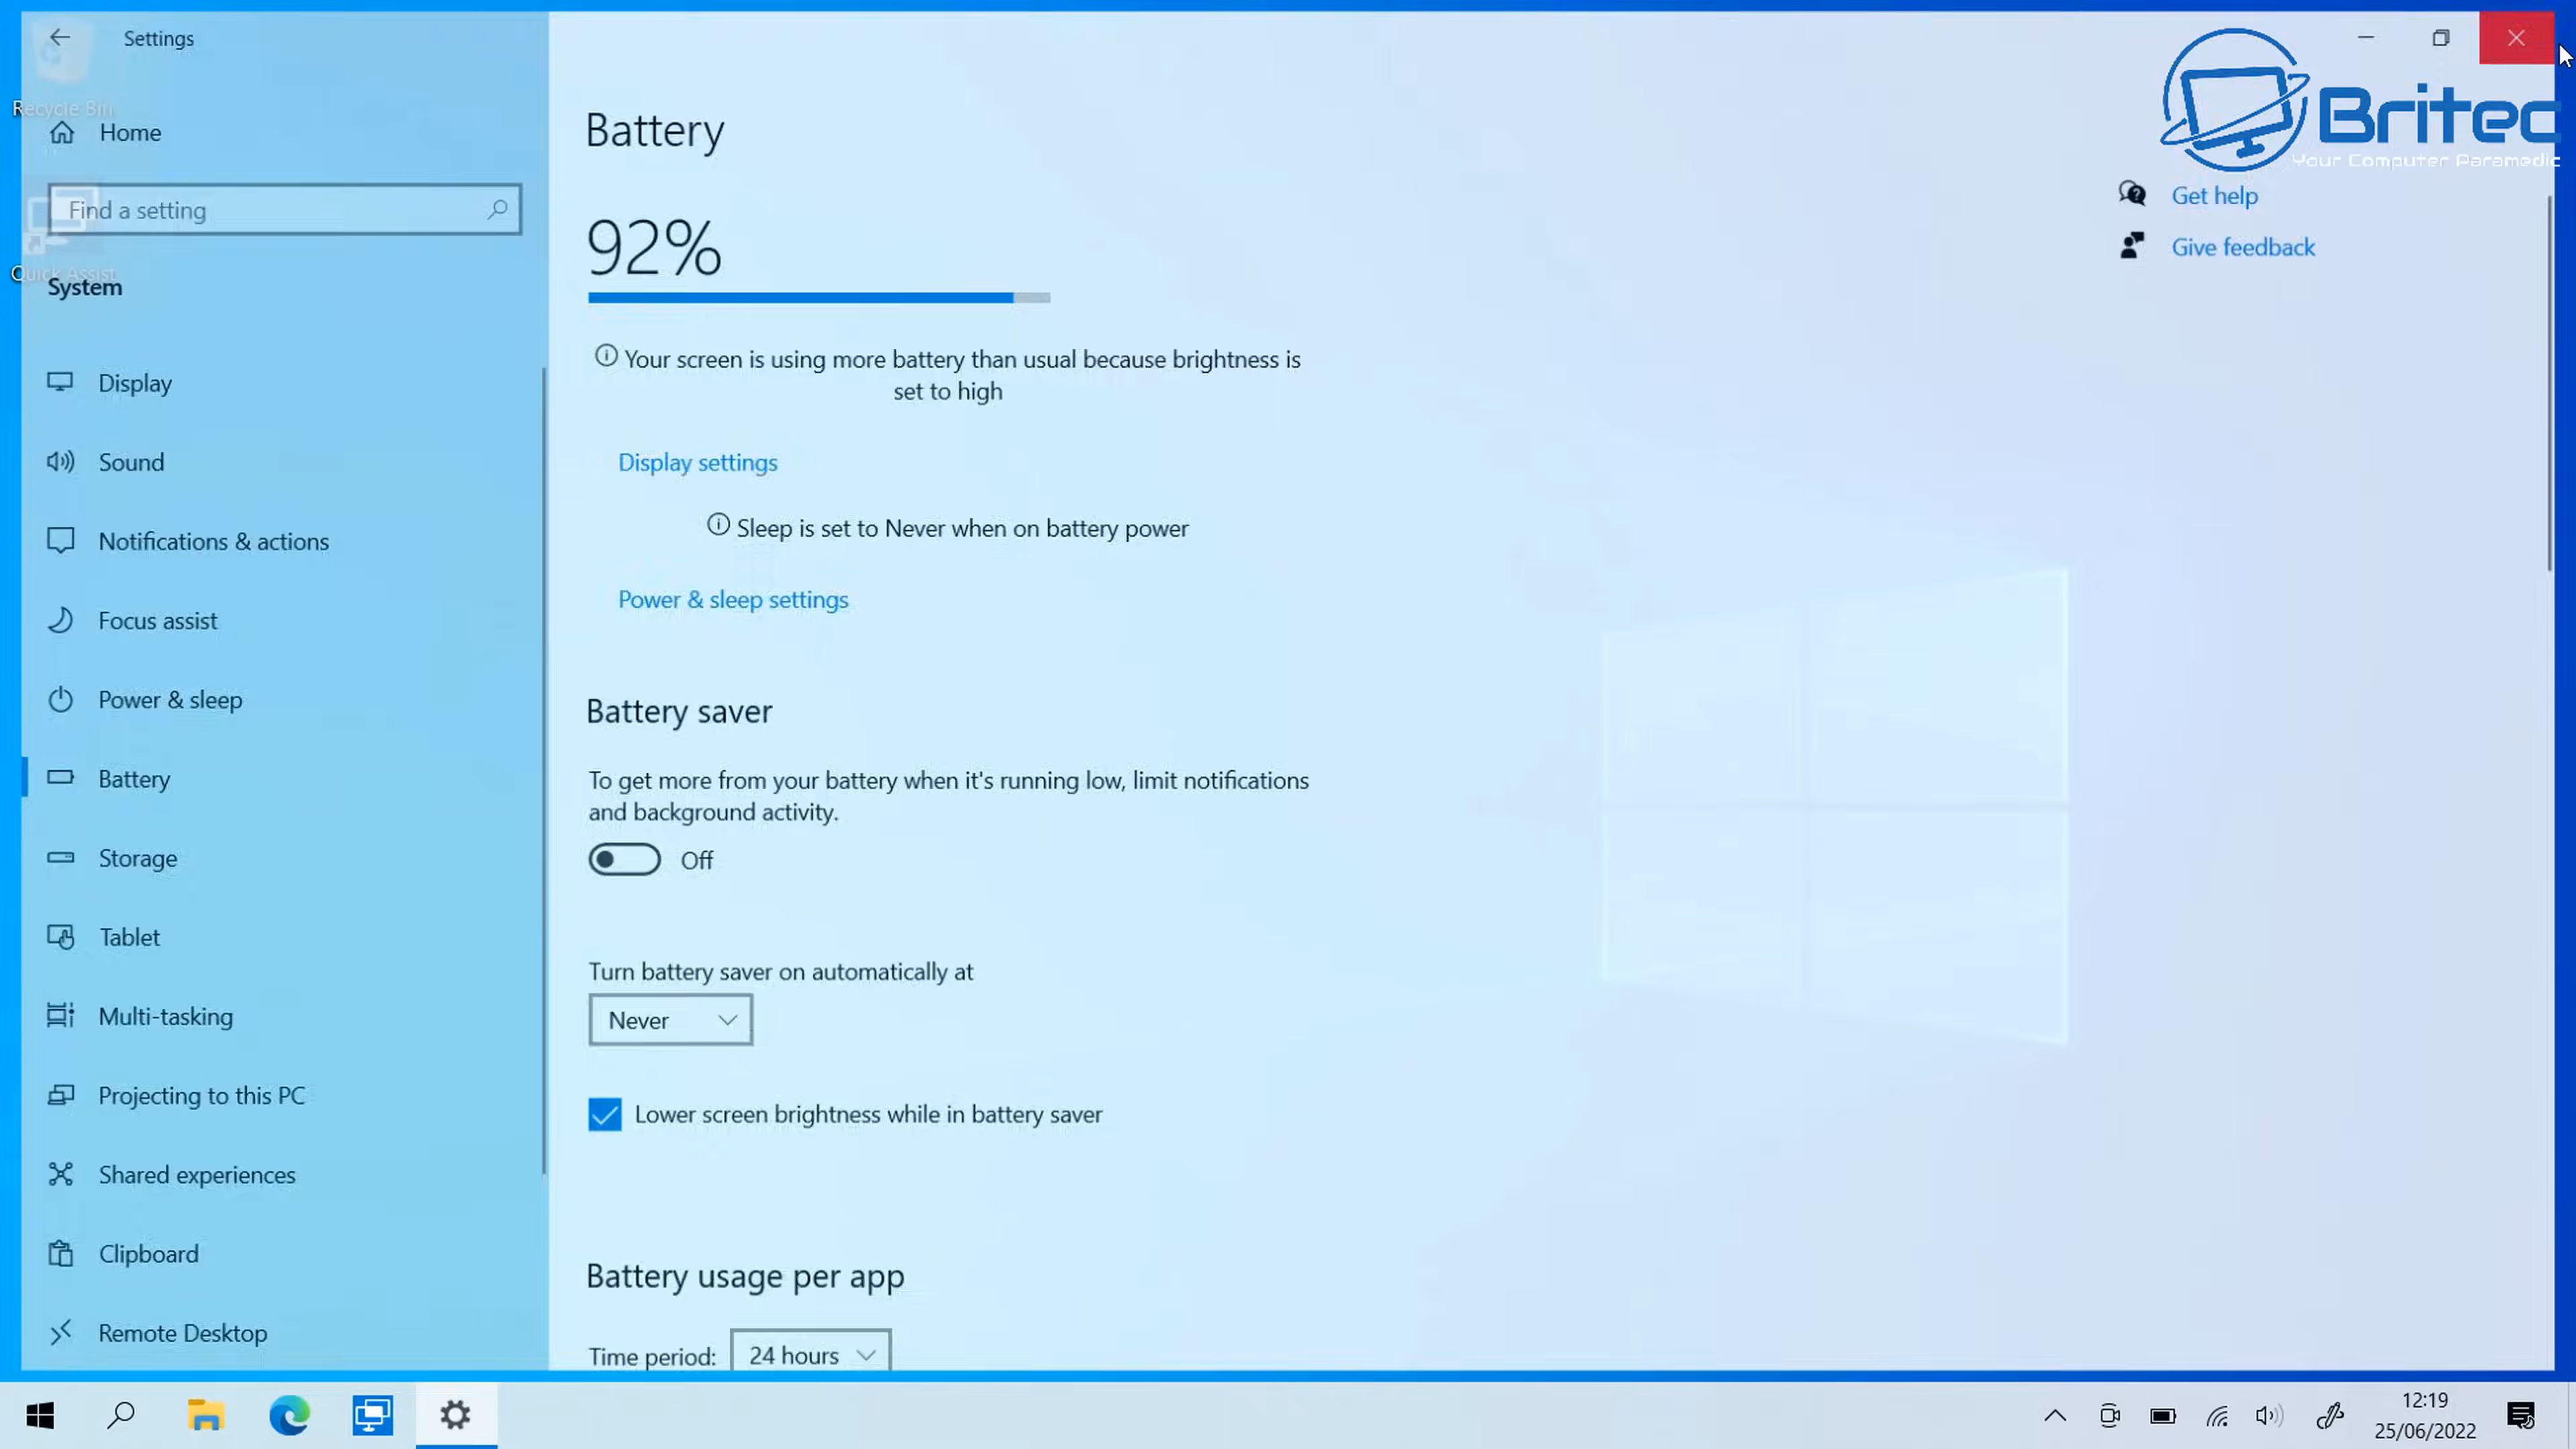 Settings
Recycle Bin
Home
Find a setting
Quick Assist
System
Display
Sound
Notifications & actions
Focus assist
Power & sleep
Battery
Storage
Tablet
Multi-tasking
Projecting to this PC
Shared experiences
Clipboard
Remote Desktop
Battery
92%
Your screen is using more battery than usual because brightness is
set to high
Display settings
Sleep is set to Never when on battery power
Power & sleep settings
Battery saver
To get more from your battery when it's running low, limit notifications
and background activity.
Off
Turn battery saver on automatically at
Never
Lower screen brightness while in battery saver
Battery usage per app
Time period: 24 hours
Britec
Your Computer Paramedic
Get help
Give feedback
12:19
25/06/2022